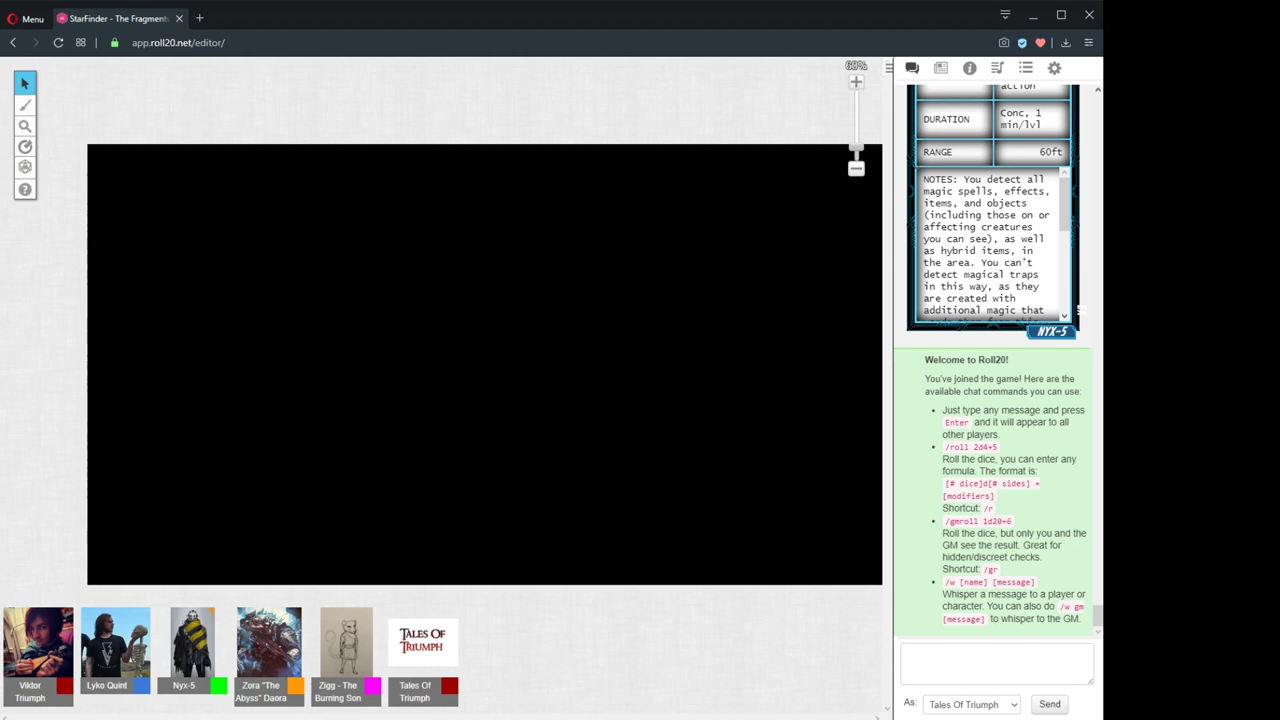 Menu
StarFinder - The Fragments
app.roll20.net/editor/
68%
action
DURATION
Conc, 1
min/lvl
RANGE
60ft
NOTES: You detect all
magic spells, effects,
items, and objects
(including those on or
affecting creatures
you can see), as well
as hybrid items, in
the area. You can't
detect magical traps
in this way, as they
are created with
additional magic that
NYX-5
Welcome to Roll20!
You've joined the game! Here are the
available chat commands you can use:
Just type any message and press
Enter and it will appear to all
other players.
/roll 2d4+5
Roll the dice, you can enter any
formula. The format is:
[# dice]d[# sides] +
[modifiers]
Shortcut: /r
/gmroll 1d20+6
Roll the dice, but only you and the
GM see the result. Great for
hidden/discreet checks.
Shortcut: /gr
/w [name] [message]
Whisper a message to a player or
character. You can also do /w gm
[message] to whisper to the GM.
TALES OF
TRIUMPH
Viktor
Triumph
Lyko Quint
Nyx-5
Zora "The
Abyss" Daora
Zigg - The
Burning Son
Tales Of
Triumph
As:
Tales Of Triumph
Send